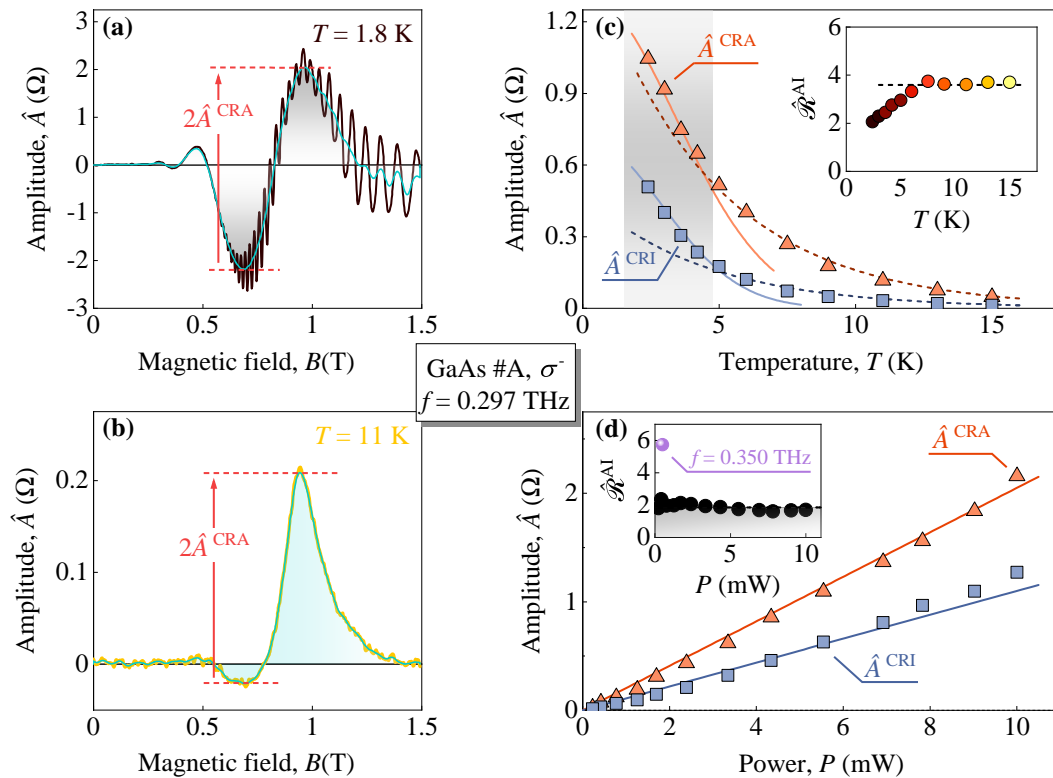 (a)
T = 1.8 K
2Â CRA
Amplitude, Â (Ω)
3
2
1
0
-1
-2
-3
0
0.5
1
1.5
Magnetic field, B(T)
(c)
Â CRA
Â CRI
Amplitude, Â (Ω)
1.2
0.9
0.6
0.3
0
0
5
10
15
Temperature, T (K)
ℛ̂ AI
6
4
2
0
0
5
10
15
T (K)
GaAs #A, σ-
f = 0.297 THz
(b)
T = 11 K
2Â CRA
Amplitude, Â (Ω)
0.2
0.1
0
0
0.5
1
1.5
Magnetic field, B(T)
(d)
Â CRA
Â CRI
Amplitude, Â (Ω)
2
1
0
0
2
4
6
8
10
Power, P (mW)
f = 0.350 THz
ℛ̂ AI
6
4
2
0
0
5
10
P (mW)